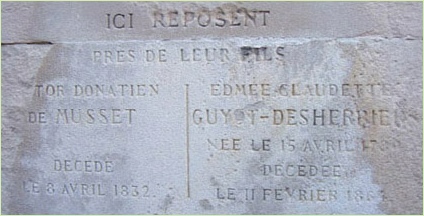 ICI REPOSENT
PRES DE LEUR FILS
TOR DONATIEN
DE MUSSET
DECEDE
LE 8 AVRIL 1832.
EDMEE CLAUDETTE
GUYOT-DESHERRIERS
NEE LE 15 AVRIL
DECEDEE
LE 11 FEVRIER